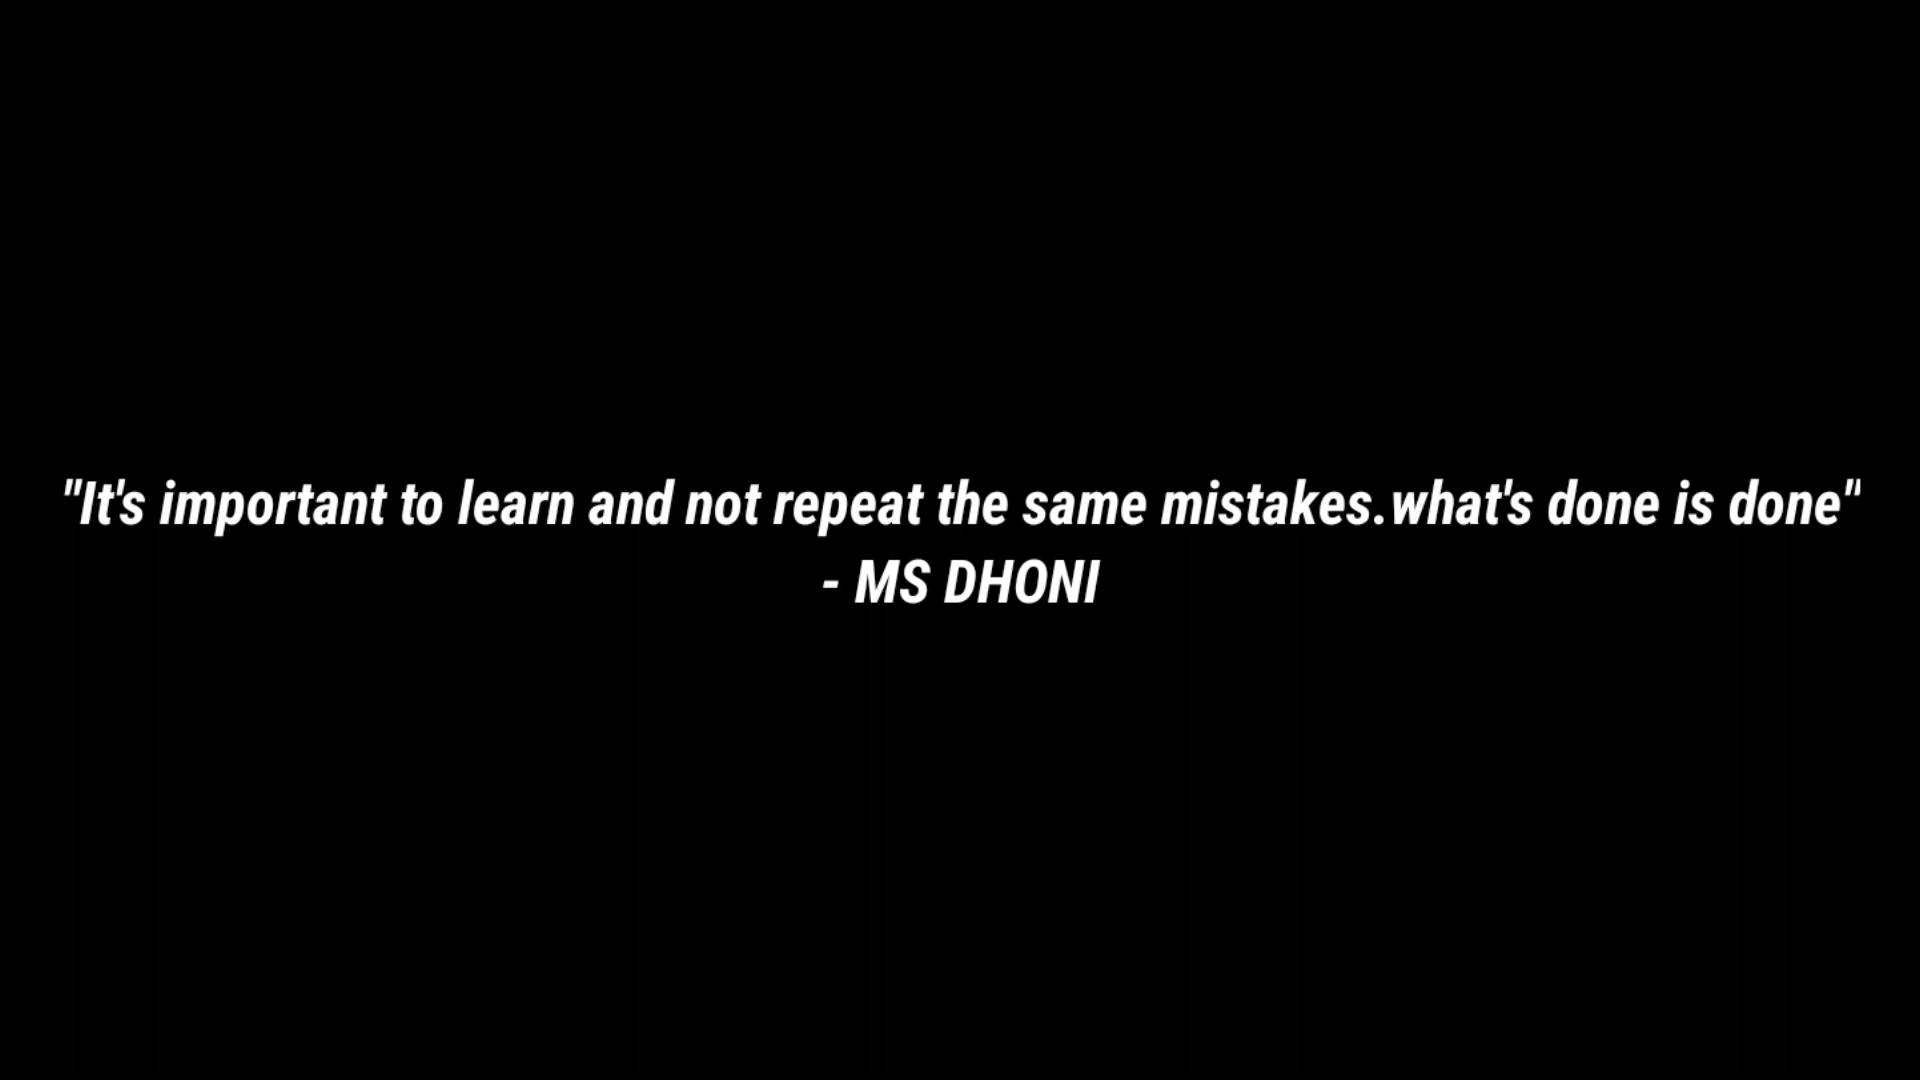 "It's important to learn and not repeat the same mistakes.what's done is done"
- MS DHONI